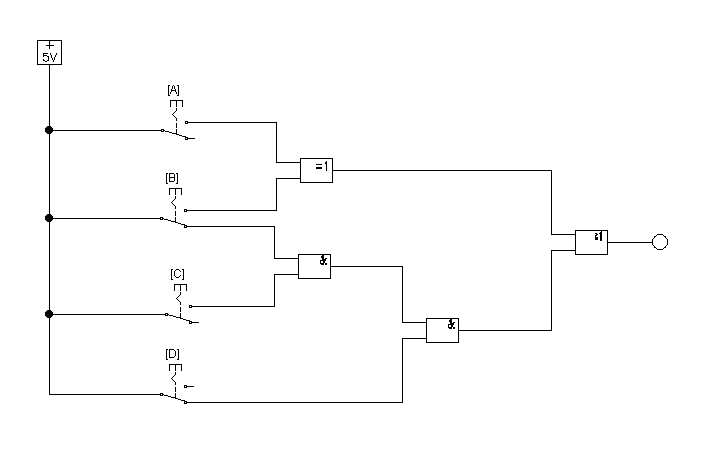 +
5V
[A]
=1
[B]
≥1
&
[C]
&
[D]